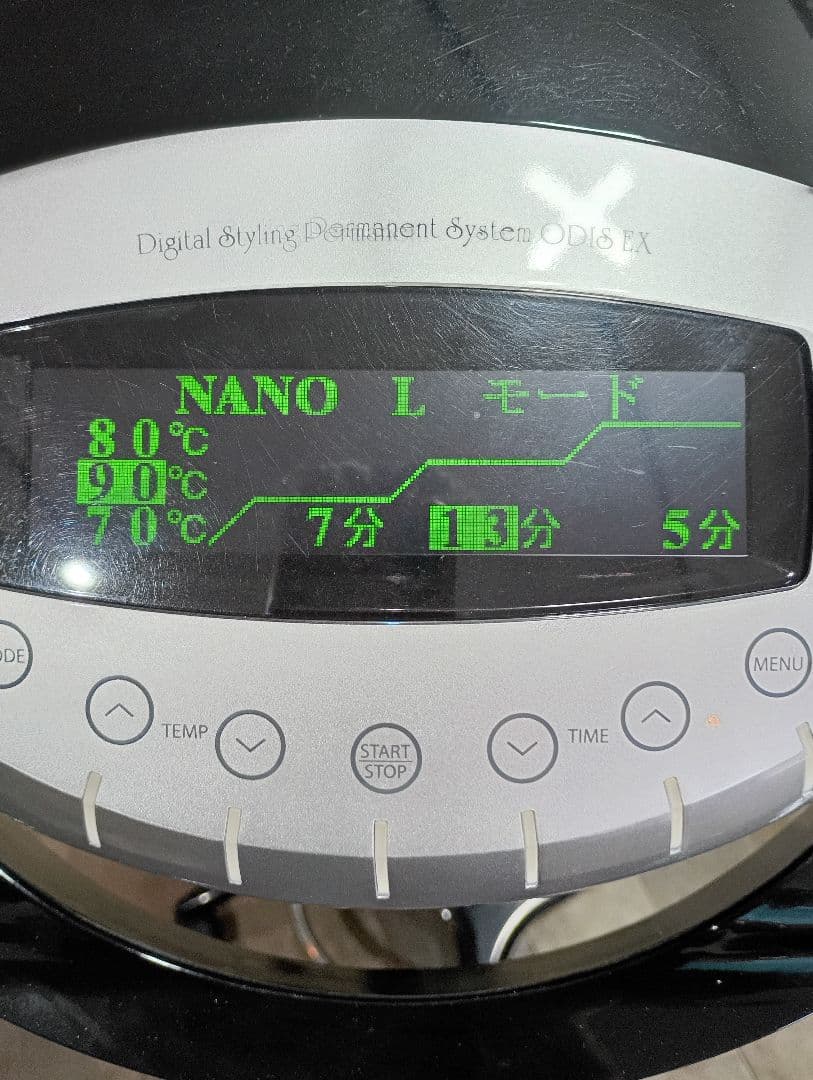 Digital Styling Permanent System ODIS EX
NANO L モード
80℃
90℃
70℃ 7分 13分 5分
ODE
MENU
TEMP
TIME
START
STOP